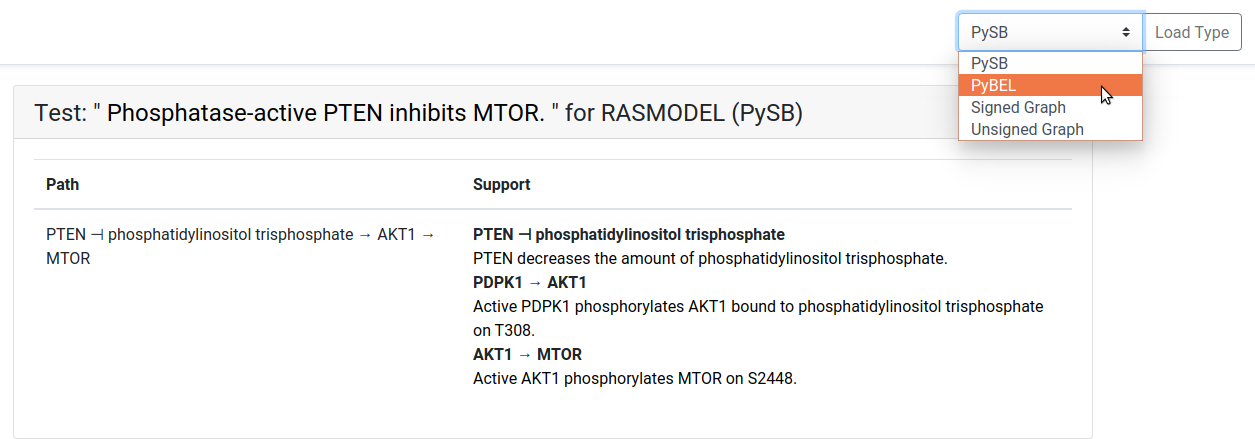 PySB
Load Type
PySB
PyBEL
Signed Graph
Unsigned Graph
Test: " Phosphatase-active PTEN inhibits MTOR. " for RASMODEL (PySB)
Path
Support
PTEN ⊣ phosphatidylinositol trisphosphate → AKT1 →
MTOR
PTEN ⊣ phosphatidylinositol trisphosphate
PTEN decreases the amount of phosphatidylinositol trisphosphate.
PDPK1 → AKT1
Active PDPK1 phosphorylates AKT1 bound to phosphatidylinositol trisphosphate
on T308.
AKT1 → MTOR
Active AKT1 phosphorylates MTOR on S2448.